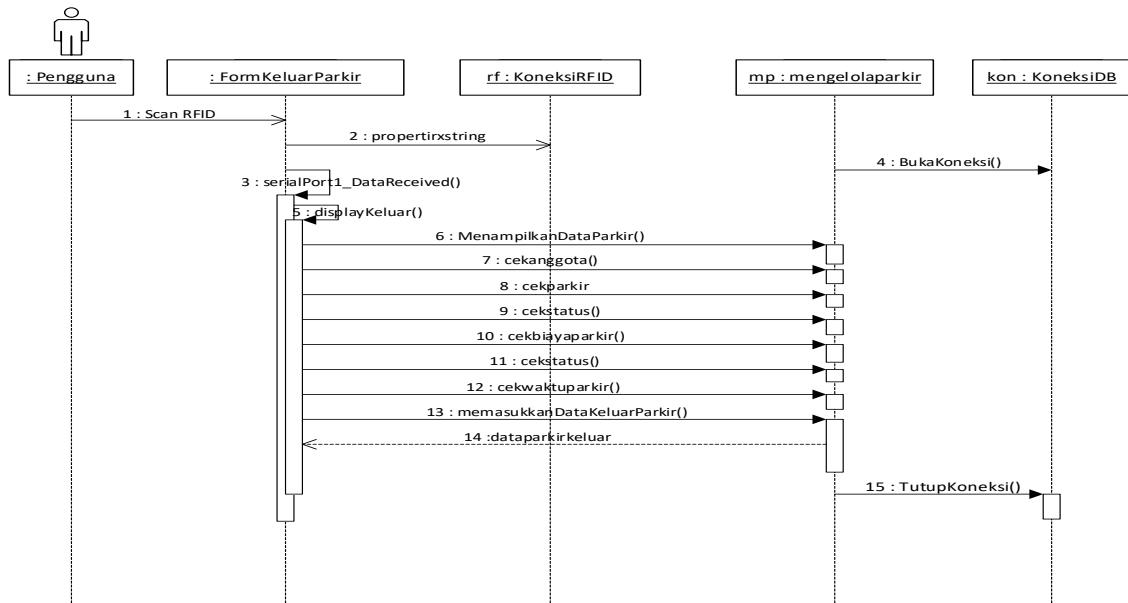 : Pengguna
: FormKeluarParkir
rf : KoneksiRFID
mp : mengelolaparkir
kon : KoneksiDB
1 : Scan RFID
2 : propertirxstring
3 : serialPort1_DataReceived()
4 : BukaKoneksi()
5 : displayKeluar()
6 : MenampilkanDataParkir()
7 : cekanggota()
8 : cekparkir
9 : cekstatus()
10 : cekbiayaparkir()
11 : cekstatus()
12 : cekwaktuparkir()
13 : memasukkanDataKeluarParkir()
14 :dataparkirkeluar
15 : TutupKoneksi()